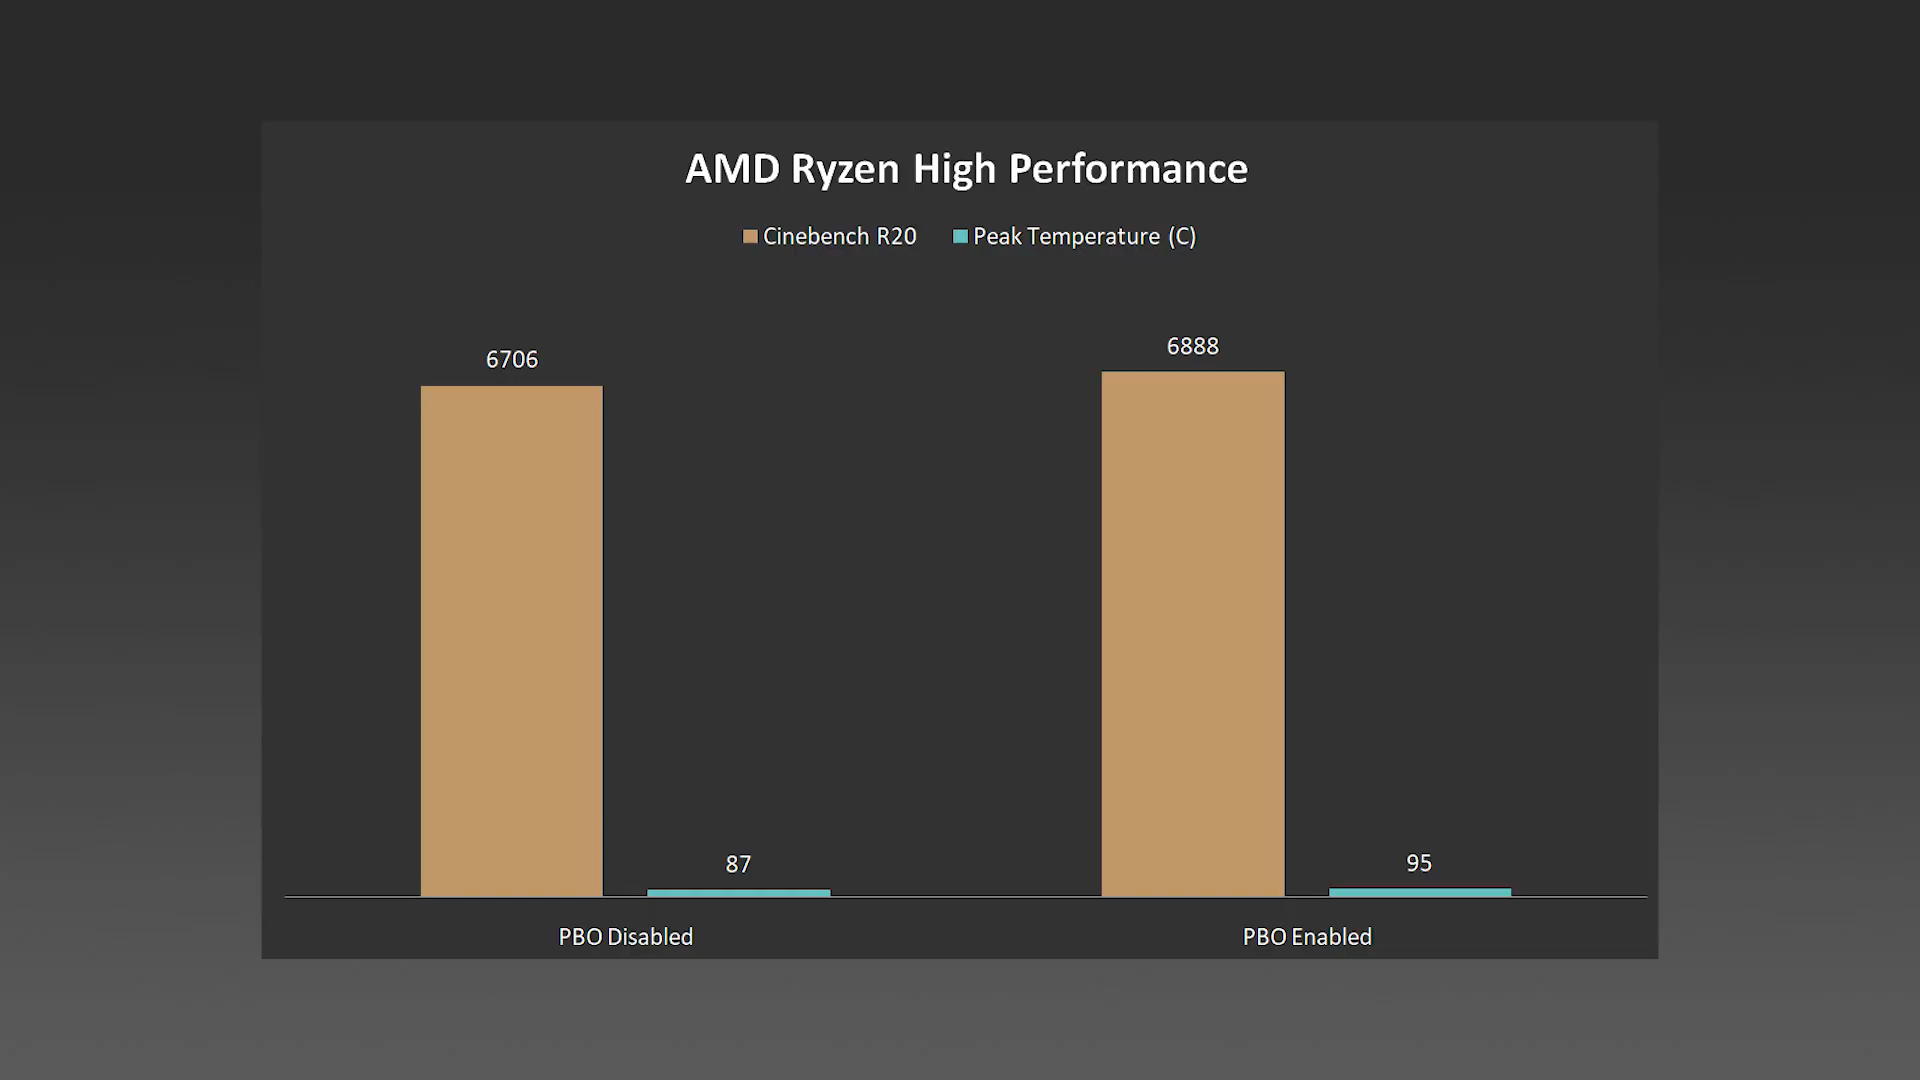 AMD Ryzen High Performance
Cinebench R20 Peak Temperature (C)
6706
6888
87
95
PBO Disabled
PBO Enabled